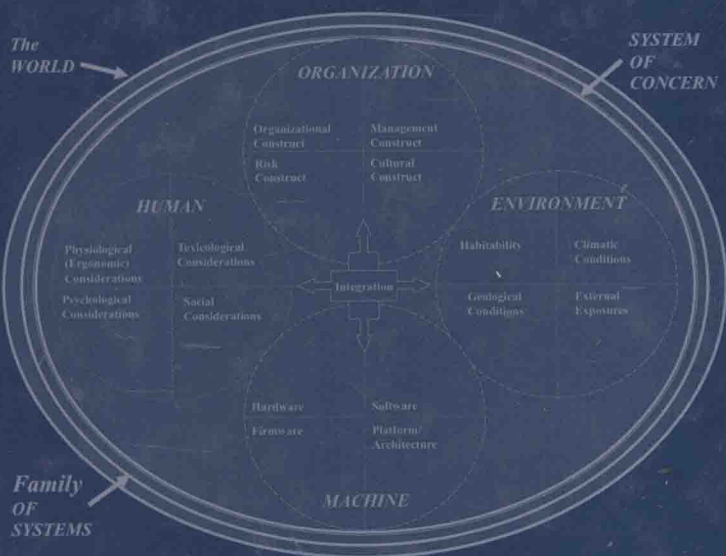 The
WORLD
SYSTEM
OF
CONCERN
ORGANIZATION
Organizational
Construct
Management
Construct
Risk
Construct
Cultural
Construct
HUMAN
Physiological
(Ergonomic)
Considerations
Toxicological
Considerations
Psychological
Considerations
Social
Considerations
ENVIRONMENT
Habitability
Climatic
Conditions
Geological
Conditions
External
Exposures
Integration
Hardware
Software
Firmware
Platform/
Architecture
MACHINE
Family
OF
SYSTEMS